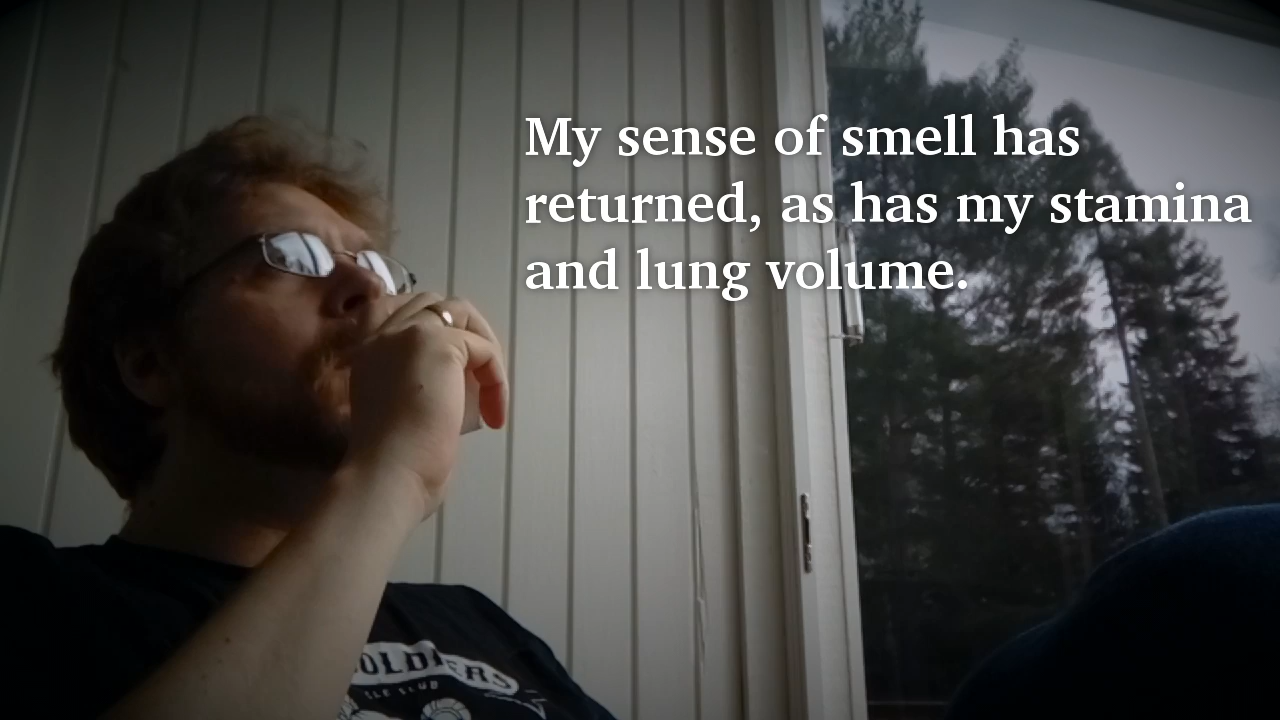 My sense of smell has
returned, as has my stamina
and lung volume.